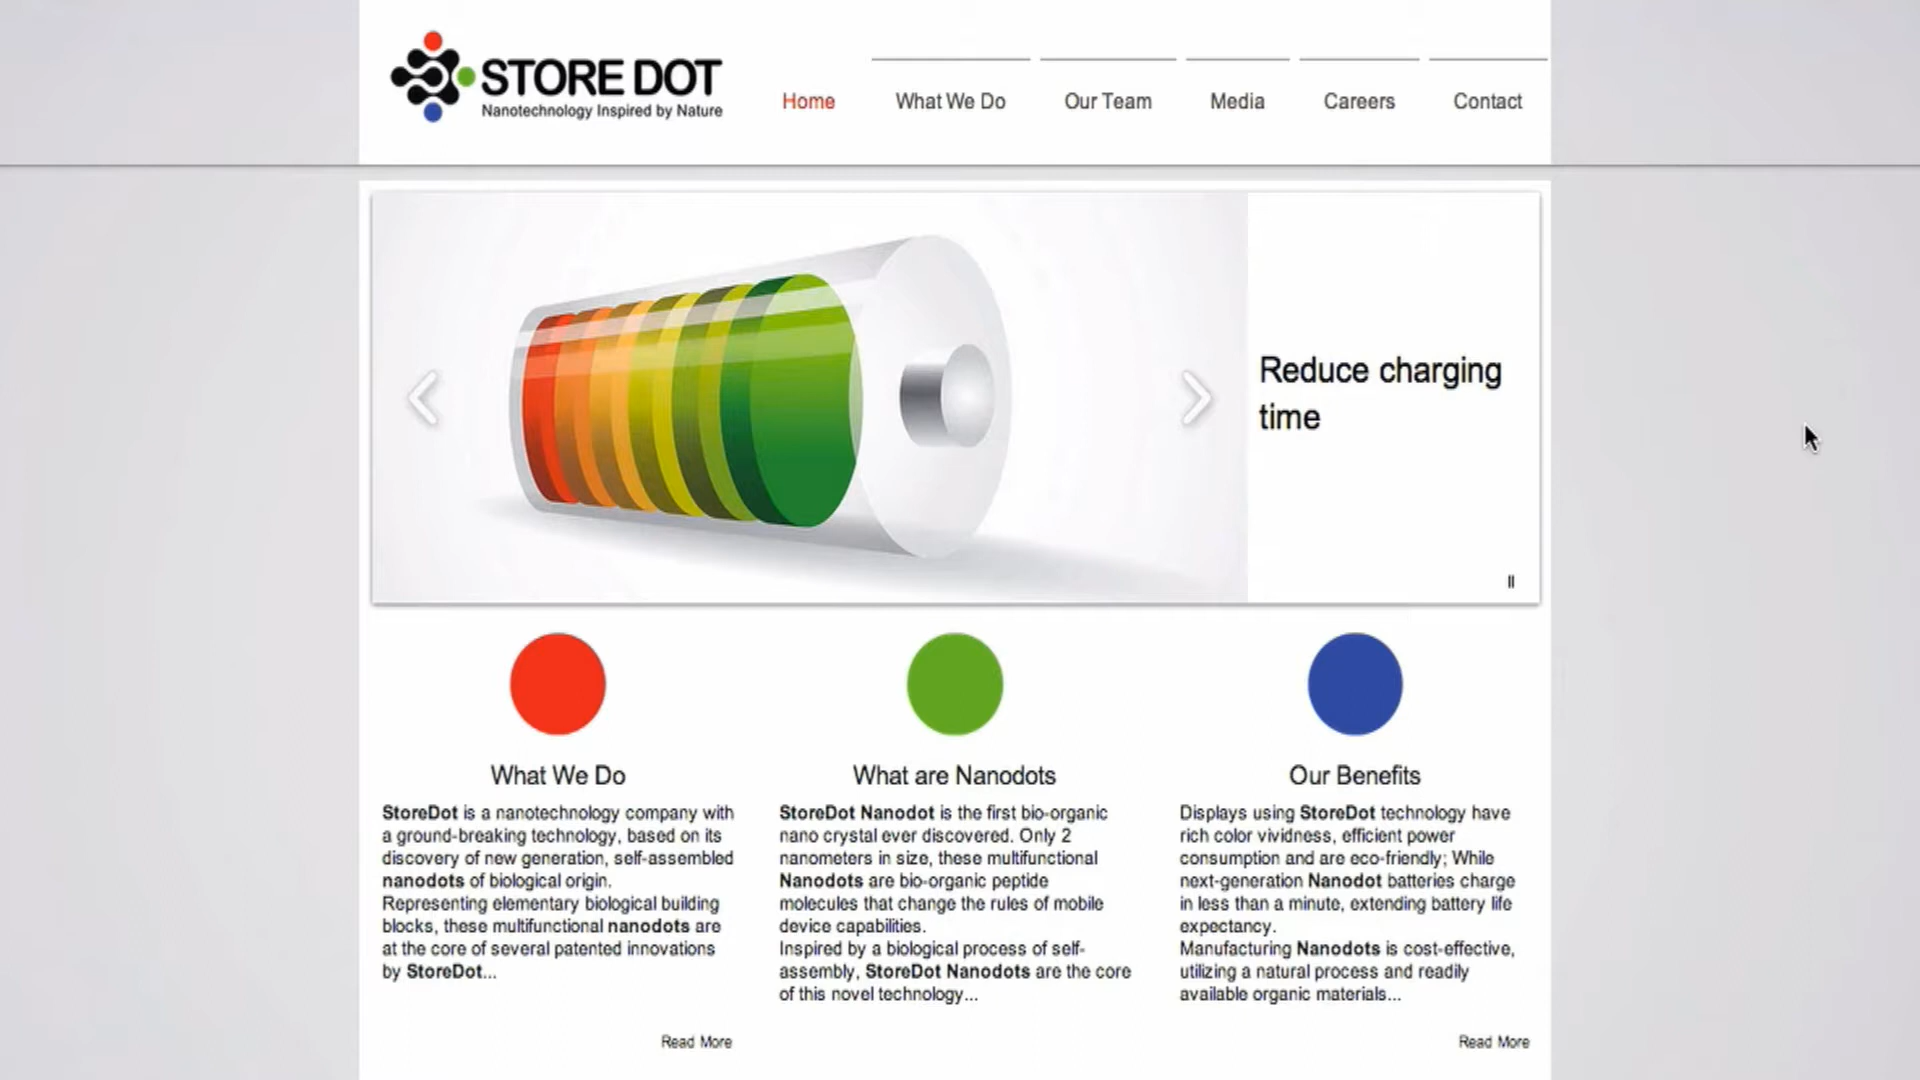 STORE DOT
Nanotechnology Inspired by Nature
Home
What We Do
Our Team
Media
Careers
Contact
Reduce charging
time
What We Do
StoreDot is a nanotechnology company with
a ground-breaking technology, based on its
discovery of new generation, self-assembled
nanodots of biological origin.
Representing elementary biological building
blocks, these multifunctional nanodots are
at the core of several patented innovations
by StoreDot...
Read More
What are Nanodots
StoreDot Nanodot is the first bio-organic
nano crystal ever discovered. Only 2
nanometers in size, these multifunctional
Nanodots are bio-organic peptide
molecules that change the rules of mobile
device capabilities.
Inspired by a biological process of self-
assembly, StoreDot Nanodots are the core
of this novel technology...
Our Benefits
Displays using StoreDot technology have
rich color vividness, efficient power
consumption and are eco-friendly; While
next-generation Nanodot batteries charge
in less than a minute, extending battery life
expectancy.
Manufacturing Nanodots is cost-effective,
utilizing a natural process and readily
available organic materials...
Read More